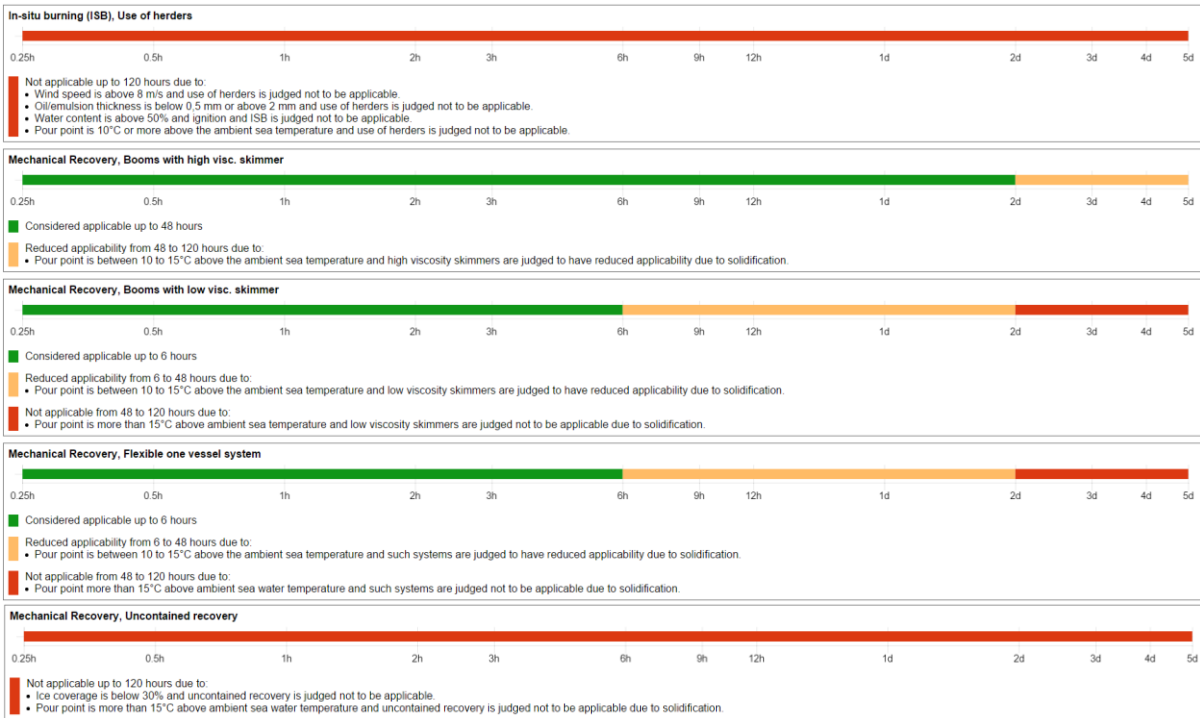 In-situ burning (ISB), Use of herders
0.25h 0.5h 1h 2h 3h 6h 9h 12h 1d 2d 3d 4d 5d
Not applicable up to 120 hours due to:
• Wind speed is above 8 m/s and use of herders is judged not to be applicable.
• Oil/emulsion thickness is below 0,5 mm or above 2 mm and use of herders is judged not to be applicable.
• Water content is above 50% and ignition and ISB is judged not to be applicable.
• Pour point is 10°C or more above the ambient sea temperature and use of herders is judged not to be applicable.
Mechanical Recovery, Booms with high visc. skimmer
0.25h 0.5h 1h 2h 3h 6h 9h 12h 1d 2d 3d 4d 5d
Considered applicable up to 48 hours
Reduced applicability from 48 to 120 hours due to:
• Pour point is between 10 to 15°C above the ambient sea temperature and high viscosity skimmers are judged to have reduced applicability due to solidification.
Mechanical Recovery, Booms with low visc. skimmer
0.25h 0.5h 1h 2h 3h 6h 9h 12h 1d 2d 3d 4d 5d
Considered applicable up to 6 hours
Reduced applicability from 6 to 48 hours due to:
• Pour point is between 10 to 15°C above the ambient sea temperature and low viscosity skimmers are judged to have reduced applicability due to solidification.
Not applicable from 48 to 120 hours due to:
• Pour point is more than 15°C above ambient sea temperature and low viscosity skimmers are judged not to be applicable due to solidification.
Mechanical Recovery, Flexible one vessel system
0.25h 0.5h 1h 2h 3h 6h 9h 12h 1d 2d 3d 4d 5d
Considered applicable up to 6 hours
Reduced applicability from 6 to 48 hours due to:
• Pour point is between 10 to 15°C above the ambient sea temperature and such systems are judged to have reduced applicability due to solidification.
Not applicable from 48 to 120 hours due to:
• Pour point more than 15°C above ambient sea water temperature and such systems are judged not to be applicable due to solidification.
Mechanical Recovery, Uncontained recovery
0.25h 0.5h 1h 2h 3h 6h 9h 12h 1d 2d 3d 4d 5d
Not applicable up to 120 hours due to:
• Ice coverage is below 30% and uncontained recovery is judged not to be applicable.
• Pour point is more than 15°C above ambient sea water temperature and uncontained recovery is judged not to be applicable due to solidification.